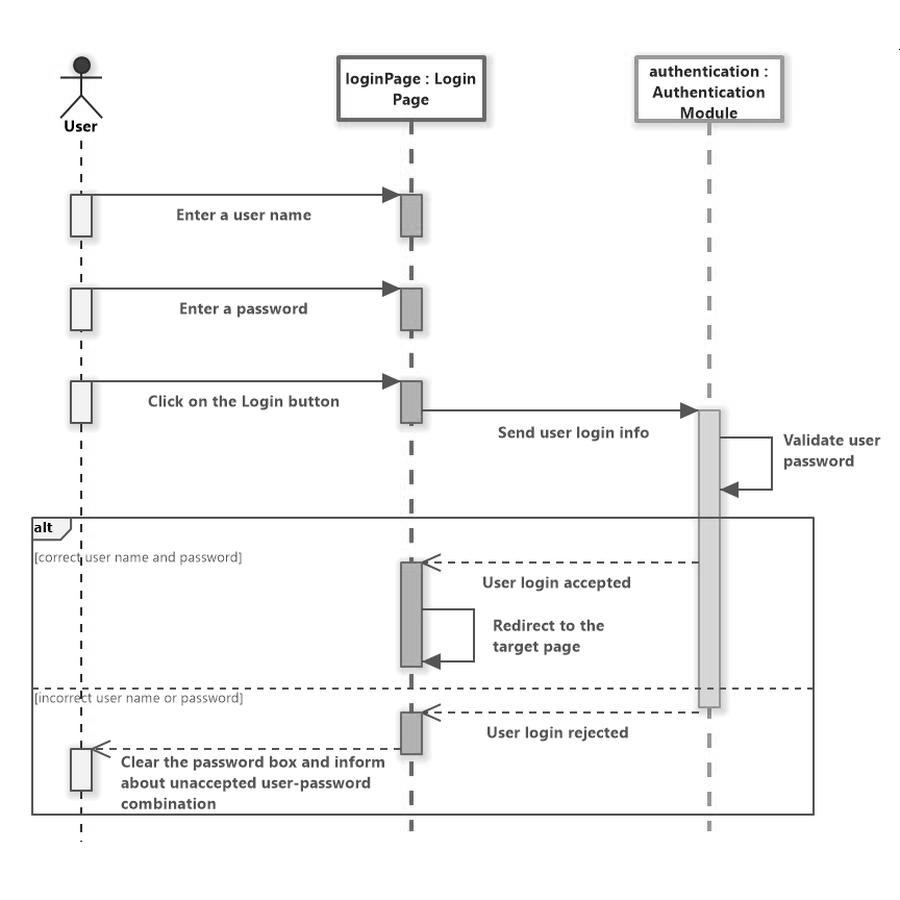 User
loginPage : Login
Page
authentication :
Authentication
Module
Enter a user name
Enter a password
Click on the Login button
Send user login info
Validate user
password
alt
[correct user name and password]
User login accepted
Redirect to the
target page
[incorrect user name or password]
User login rejected
Clear the password box and inform
about unaccepted user-password
combination